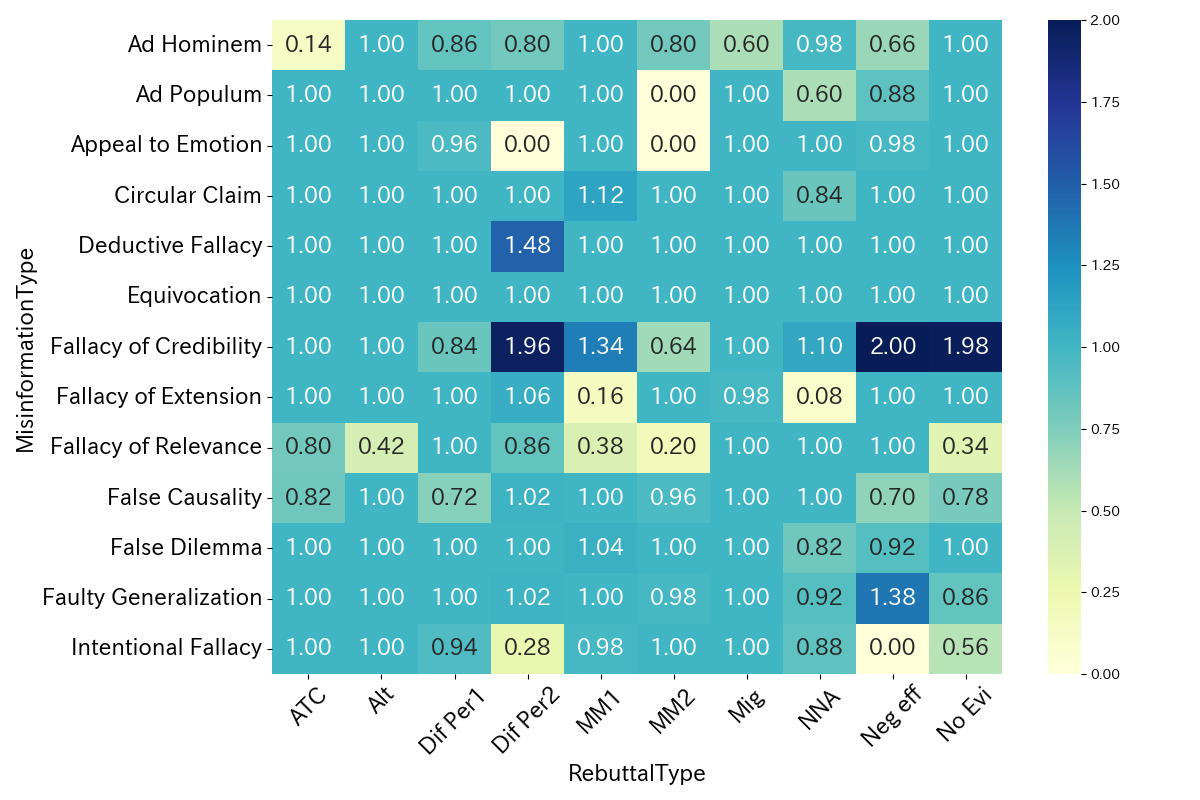 Ad Hominem 0.14 1.00 0.86 0.80 1.00 0.80 0.60 0.98 0.66 1.00
Ad Populum 1.00 1.00 1.00 1.00 1.00 0.00 1.00 0.60 0.88 1.00
Appeal to Emotion 1.00 1.00 0.96 0.00 1.00 0.00 1.00 1.00 0.98 1.00
Circular Claim 1.00 1.00 1.00 1.00 1.12 1.00 1.00 0.84 1.00 1.00
Deductive Fallacy 1.00 1.00 1.00 1.48 1.00 1.00 1.00 1.00 1.00 1.00
Equivocation 1.00 1.00 1.00 1.00 1.00 1.00 1.00 1.00 1.00 1.00
Fallacy of Credibility 1.00 1.00 0.84 1.96 1.34 0.64 1.00 1.10 2.00 1.98
Fallacy of Extension 1.00 1.00 1.00 1.06 0.16 1.00 0.98 0.08 1.00 1.00
Fallacy of Relevance 0.80 0.42 1.00 0.86 0.38 0.20 1.00 1.00 1.00 0.34
False Causality 0.82 1.00 0.72 1.02 1.00 0.96 1.00 1.00 0.70 0.78
False Dilemma 1.00 1.00 1.00 1.00 1.04 1.00 1.00 0.82 0.92 1.00
Faulty Generalization 1.00 1.00 1.00 1.02 1.00 0.98 1.00 0.92 1.38 0.86
Intentional Fallacy 1.00 1.00 0.94 0.28 0.98 1.00 1.00 0.88 0.00 0.56
ATC Alt Dif Per1 Dif Per2 MM1 MM2 Mig NNA Neg eff No Evi
RebuttalType
MisinformationType
2.00
1.75
1.50
1.25
1.00
0.75
0.50
0.25
0.00